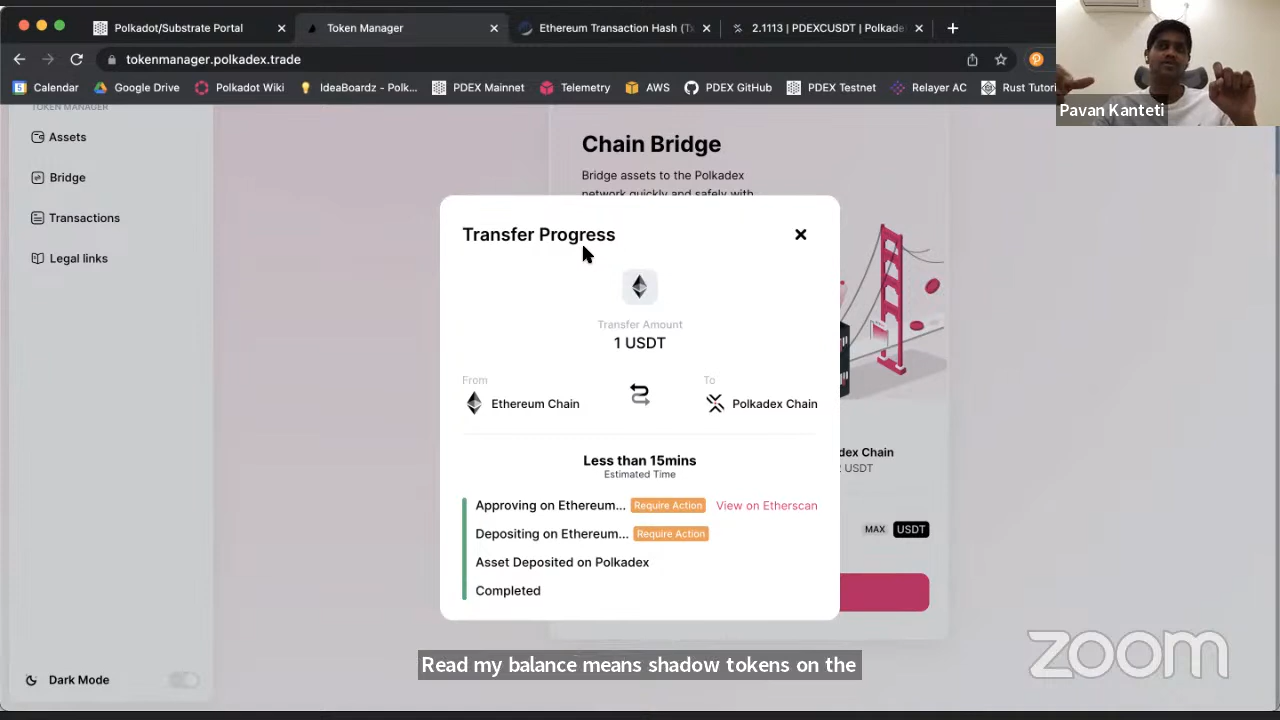 Polkadot/Substrate Portal
Token Manager
Ethereum Transaction Hash (Tx
2.1113 | PDEXCUSDT | Polkadex
tokenmanager.polkadex.trade
Calendar
Google Drive
Polkadot Wiki
IdeaBoardz - Polk...
PDEX Mainnet
Telemetry
AWS
PDEX GitHub
PDEX Testnet
Relayer AC
Rust Tutori
Pavan Kanteti
TOKEN MANAGER
Assets
Bridge
Transactions
Legal links
Dark Mode
Chain Bridge
Bridge assets to the Polkadex
network quickly and safely with
Transfer Progress
Transfer Amount
1 USDT
From
Ethereum Chain
To
Polkadex Chain
Less than 15mins
Estimated Time
Approving on Ethereum... Require Action View on Etherscan
Depositing on Ethereum... Require Action
Asset Deposited on Polkadex
Completed
dex Chain
USDT
MAX USDT
Read my balance means shadow tokens on the
zoom